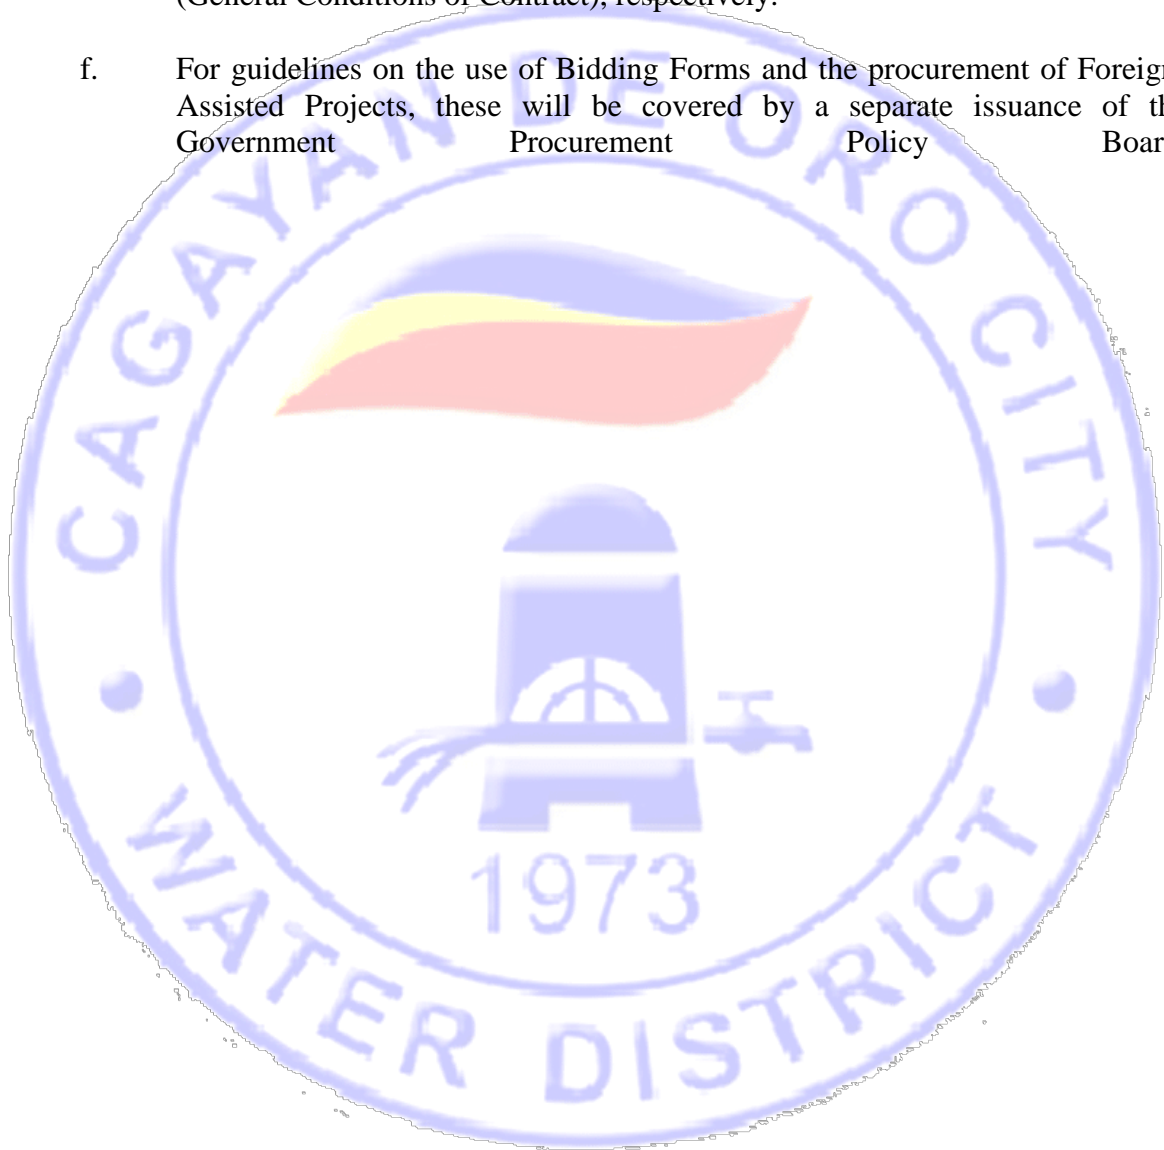 (General Conditions of Contract), respectively.
f. For guidelines on the use of Bidding Forms and the procurement of Foreign
Assisted Projects, these will be covered by a separate issuance of th
Government Procurement Policy Boar
CAGAYAN DE ORO CITY
1973
WATER DISTRICT